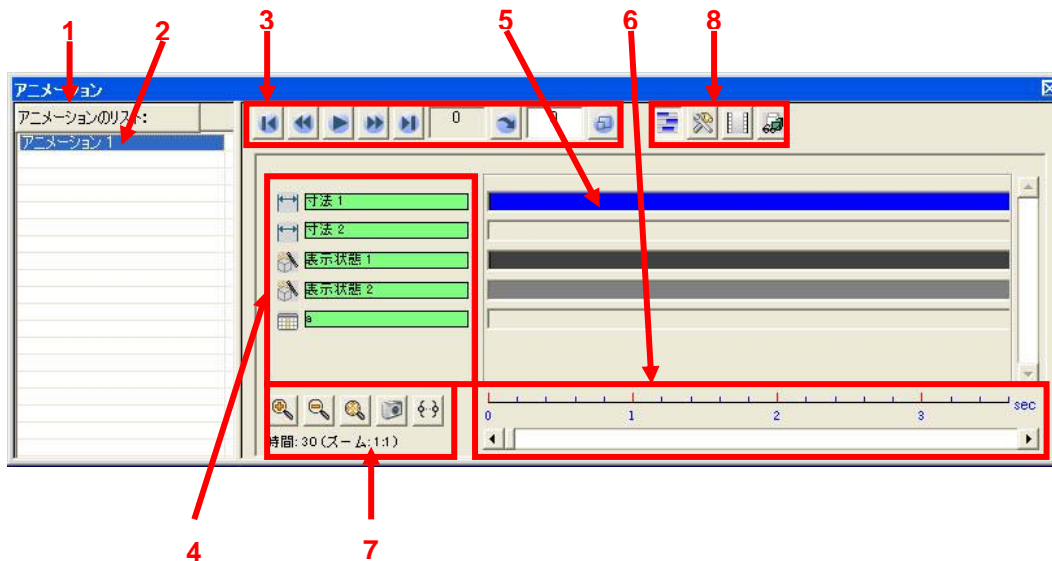 1 2 3 5 6 8
アニメーション
アニメーションのリスト:
アニメーション 1
0 0
寸法 1
寸法 2
表示状態 1
表示状態 2
a
0 1 2 3 sec
時間: 30 (ズーム:1:1)
4 7